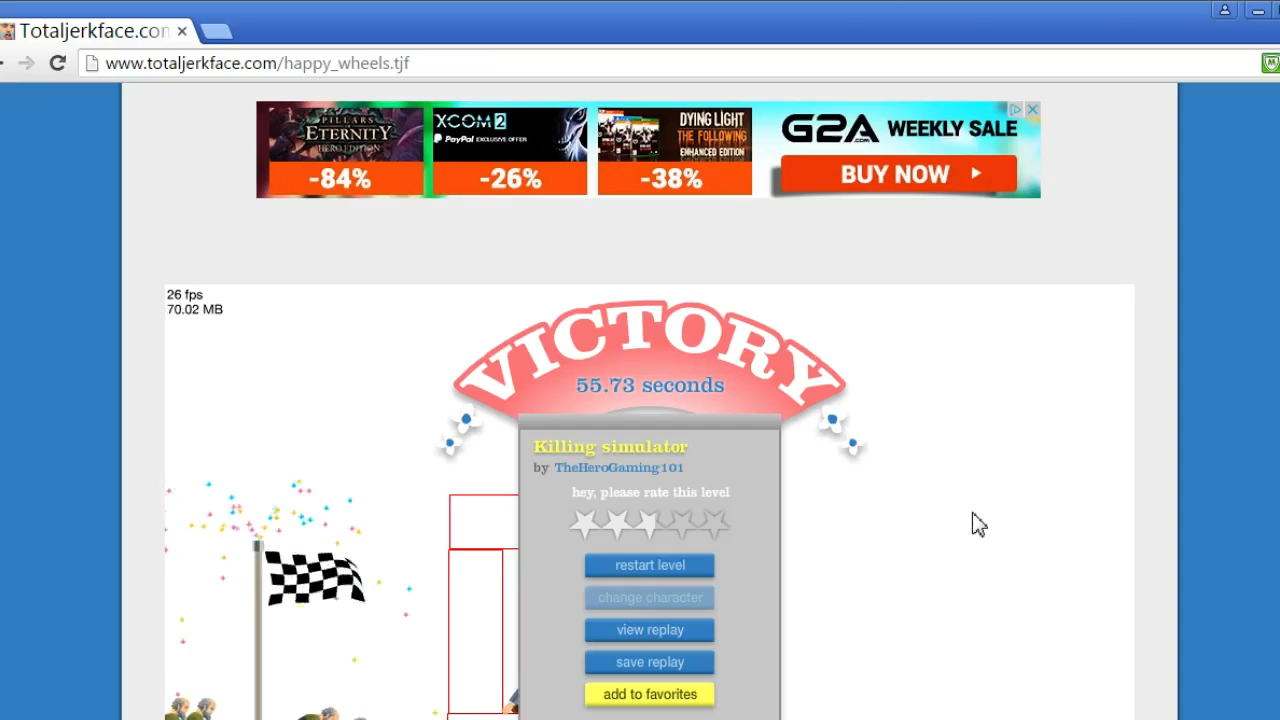 Totaljerkface.con
www.totaljerkface.com/happy_wheels.tjf
PILLARS
OF
ETERNITY
HERO EDITION
-84%
XCOM 2
PayPal EXCLUSIVE OFFER
-26%
DYING LIGHT
THE FOLLOWING
ENHANCED EDITION
-38%
G2A.COM WEEKLY SALE
BUY NOW
26 fps
70.02 MB
VICTORY
55.73 seconds
Killing simulator
by TheHeroGaming101
hey, please rate this level
restart level
change character
view replay
save replay
add to favorites